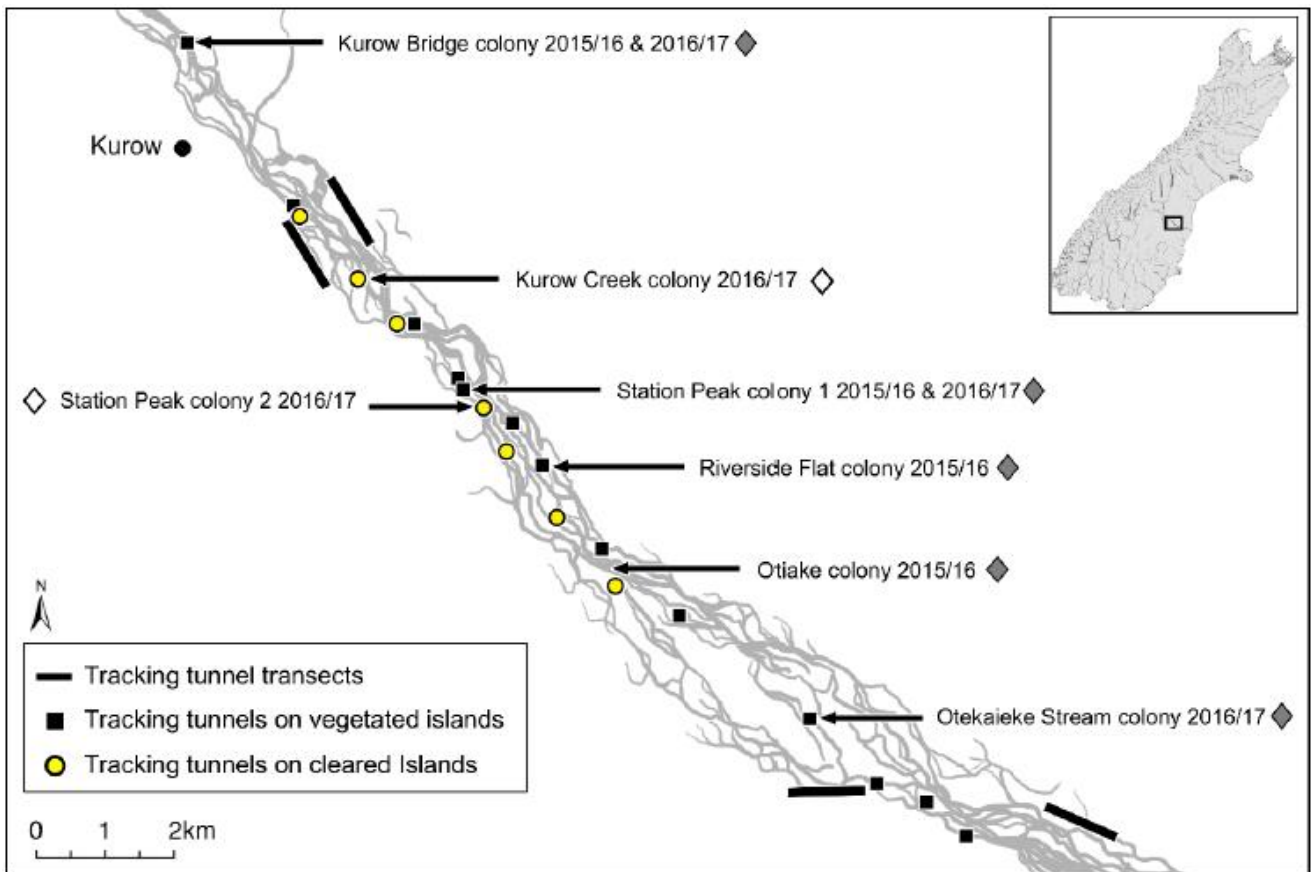 Kurow Bridge colony 2015/16 & 2016/17
Kurow
Kurow Creek colony 2016/17
Station Peak colony 1 2015/16 & 2016/17
Station Peak colony 2 2016/17
Riverside Flat colony 2015/16
Otiake colony 2015/16
Otekaieke Stream colony 2016/17
N
Tracking tunnel transects
Tracking tunnels on vegetated islands
Tracking tunnels on cleared Islands
0 1 2km